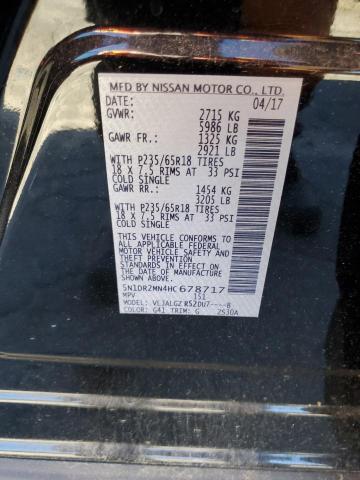 MFD BY NISSAN MOTOR CO., LTD.
DATE: 04/17
GVWR: 2715 KG
5986 LB
GAWR FR.: 1325 KG
2921 LB
WITH P235/65R18 TIRES
18 X 7.5 RIMS AT 33 PSI
COLD SINGLE
GAWR RR.: 1454 KG
3205 LB
WITH P235/65R18 TIRES
18 X 7.5 RIMS AT 33 PSI
COLD SINGLE
THIS VEHICLE CONFORMS TO
ALL APPLICABLE FEDERAL
MOTOR VEHICLE SAFETY
STANDARDS IN EFFECT ON
THE DATE OF MANUFACTURE
SHOWN ABOVE.
5N1DR2MN4HC678717
MPV 151
COLOR: G41 TRIM: G 2S30A